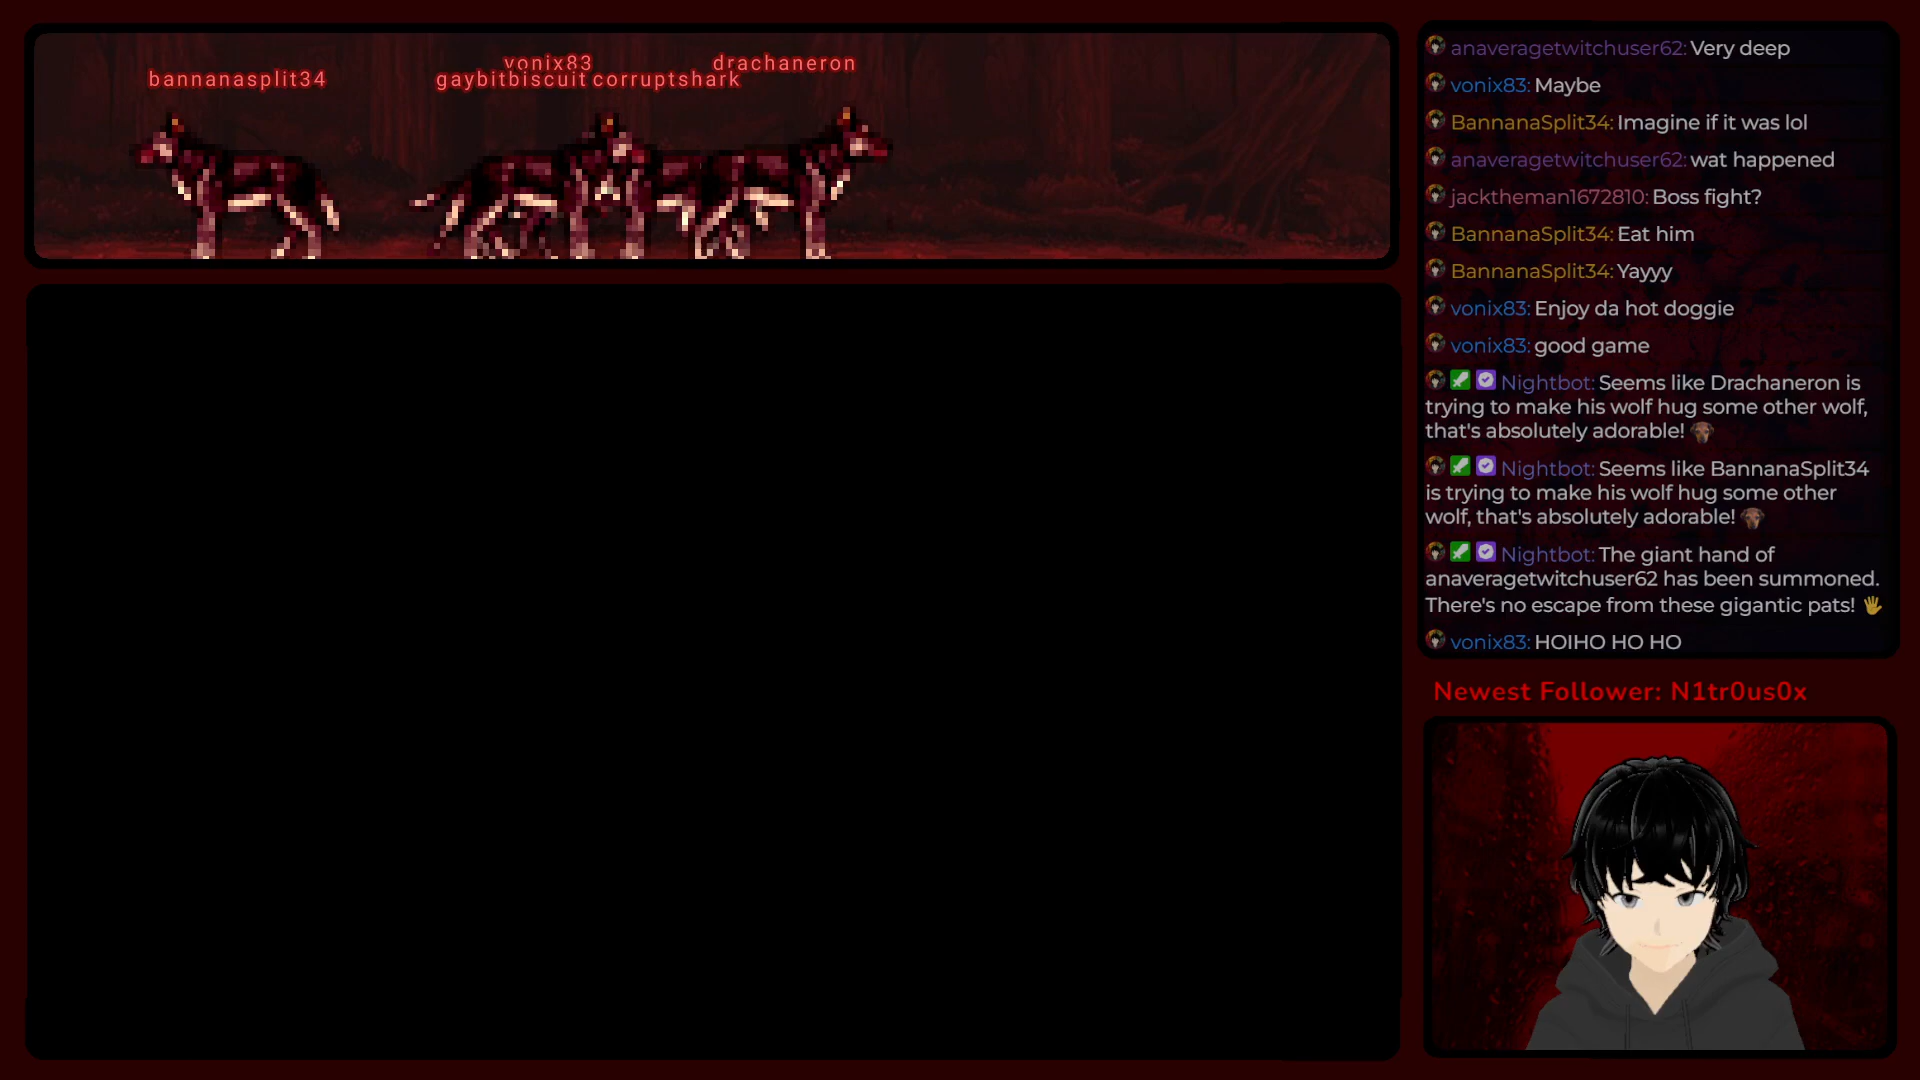 vonix83
drachaneron
bannanasplit34
gaybitbiscuit corruptshark
anaveragetwitchuser62: Very deep
vonix83: Maybe
BannanaSplit34: Imagine if it was lol
anaveragetwitchuser62: wat happened
jacktheman1672810: Boss fight?
BannanaSplit34: Eat him
BannanaSplit34: Yayyy
vonix83: Enjoy da hot doggie
vonix83: good game
Nightbot: Seems like Drachaneron is
trying to make his wolf hug some other wolf,
that's absolutely adorable!
Nightbot: Seems like BannanaSplit34
is trying to make his wolf hug some other
wolf, that's absolutely adorable!
Nightbot: The giant hand of
anaveragetwitchuser62 has been summoned.
There's no escape from these gigantic pats! 🖐
vonix83: HOIHO HO HO
Newest Follower: N1tr0us0x